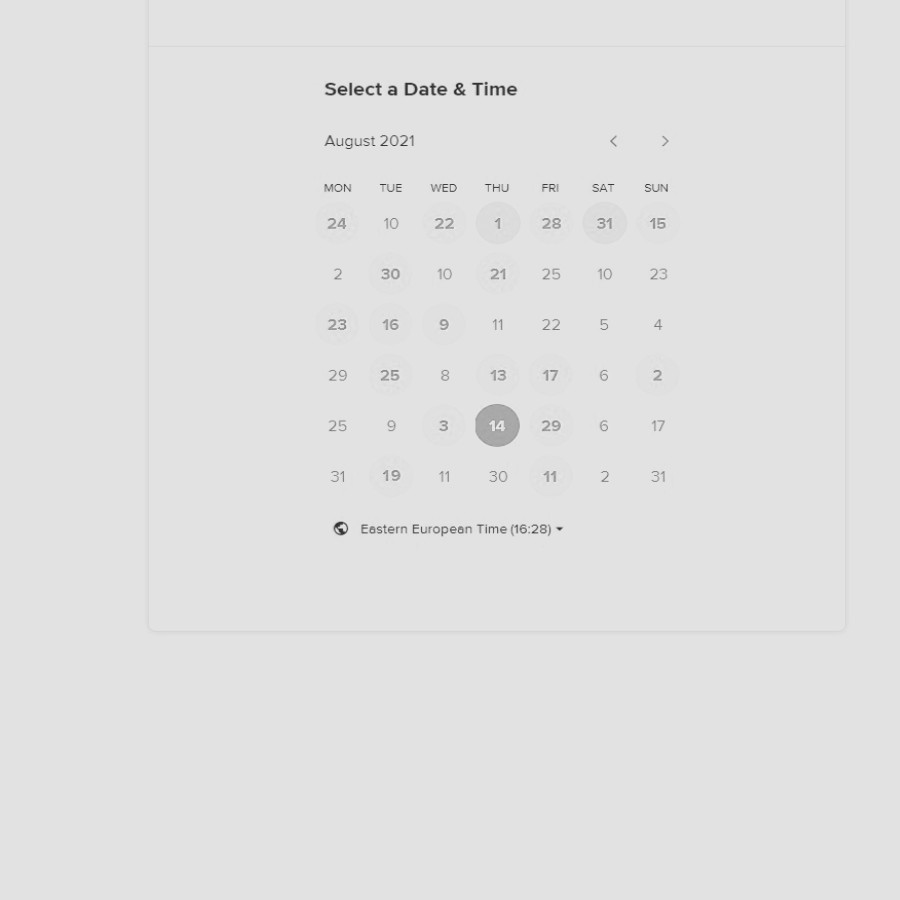 Select a Date & Time
August 2021
MON TUE WED THU FRI SAT SUN
24 10 22 1 28 31 15
2 30 10 21 25 10 23
23 16 9 11 22 5 4
29 25 8 13 17 6 2
25 9 3 14 29 6 17
31 19 11 30 11 2 31
Eastern European Time (16:28)